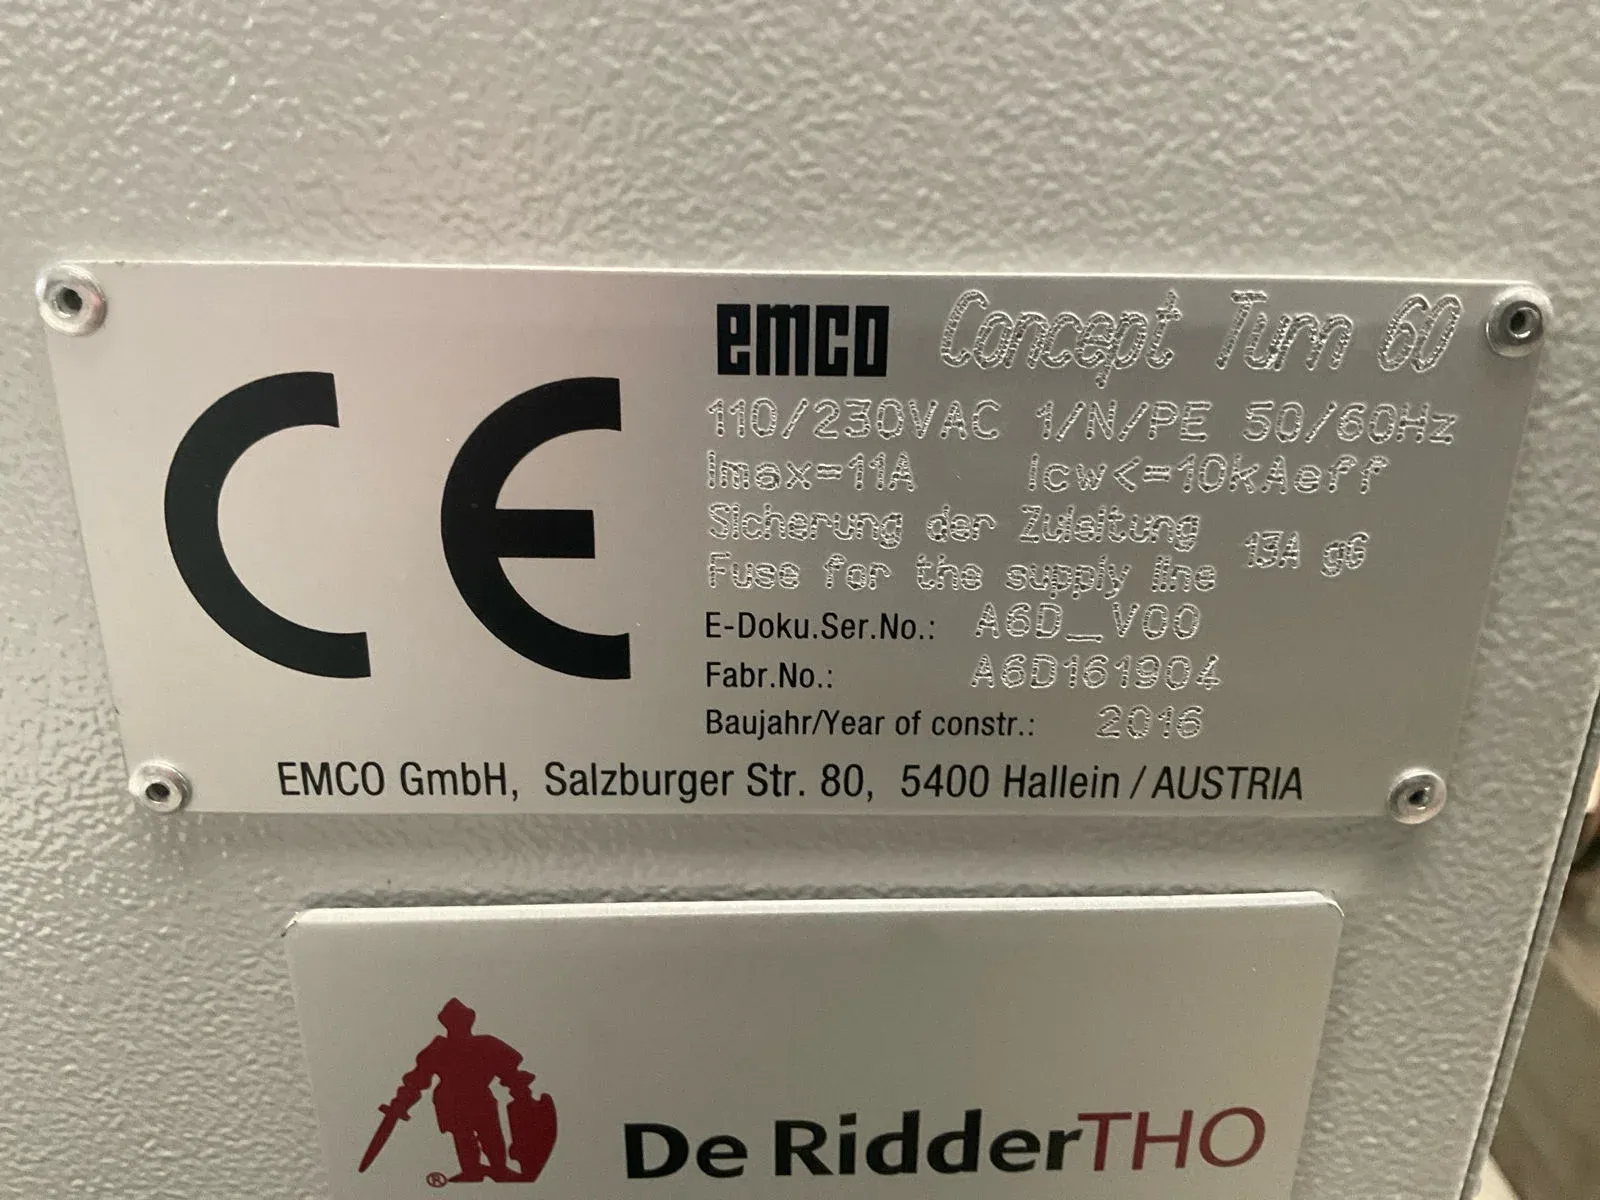 CE
emco Concept Turn 60
110/230VAC 1/N/PE 50/60Hz
Imax=11A Icw<=10kAeff
Sicherung der Zuleitung
Fuse for the supply line 13A gG
E-Doku.Ser.No.: A6D_V00
Fabr.No.: A6D161904
Baujahr/Year of constr.: 2016
EMCO GmbH, Salzburger Str. 80, 5400 Hallein / AUSTRIA
® De RidderTHO